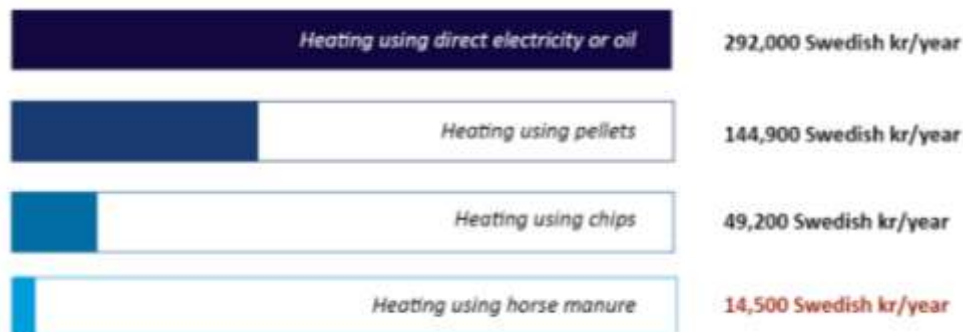 Heating using direct electricity or oil 292,000 Swedish kr/year
Heating using pellets 144,900 Swedish kr/year
Heating using chips 49,200 Swedish kr/year
Heating using horse manure 14,500 Swedish kr/year